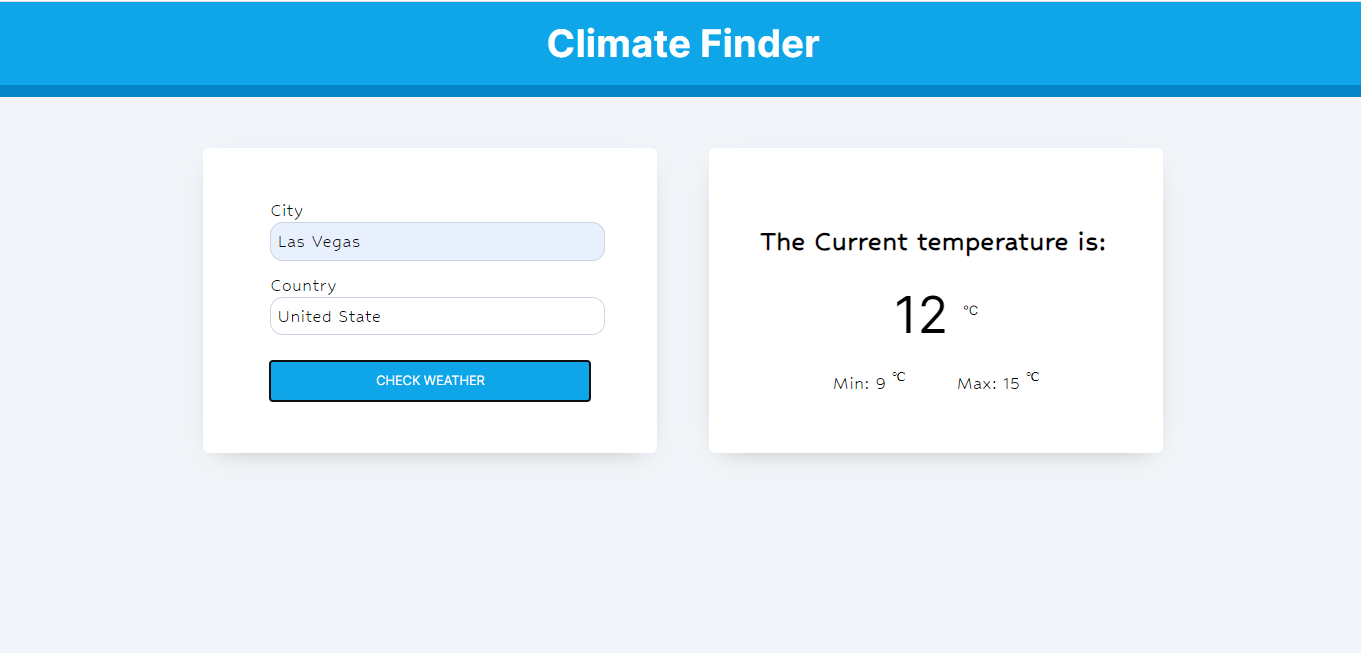 Climate Finder
City
Las Vegas
Country
United State
CHECK WEATHER
The Current temperature is:
12 °C
Min: 9 °C Max: 15 °C